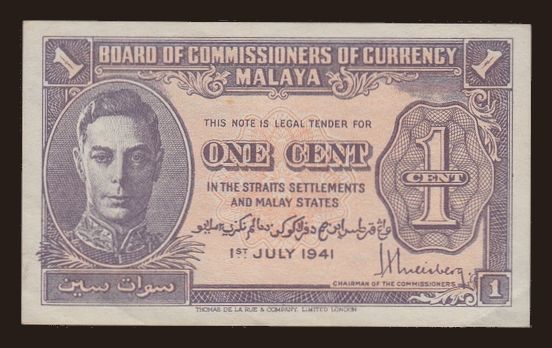 1 BOARD OF COMMISSIONERS OF CURRENCY 1
MALAYA
THIS NOTE IS LEGAL TENDER FOR
ONE CENT
IN THE STRAITS SETTLEMENTS
AND MALAY STATES
1ST JULY 1941
1
CENT
سوات سين
CHAIRMAN OF THE COMMISSIONERS
1
THOMAS DE LA RUE & COMPANY, LIMITED LONDON